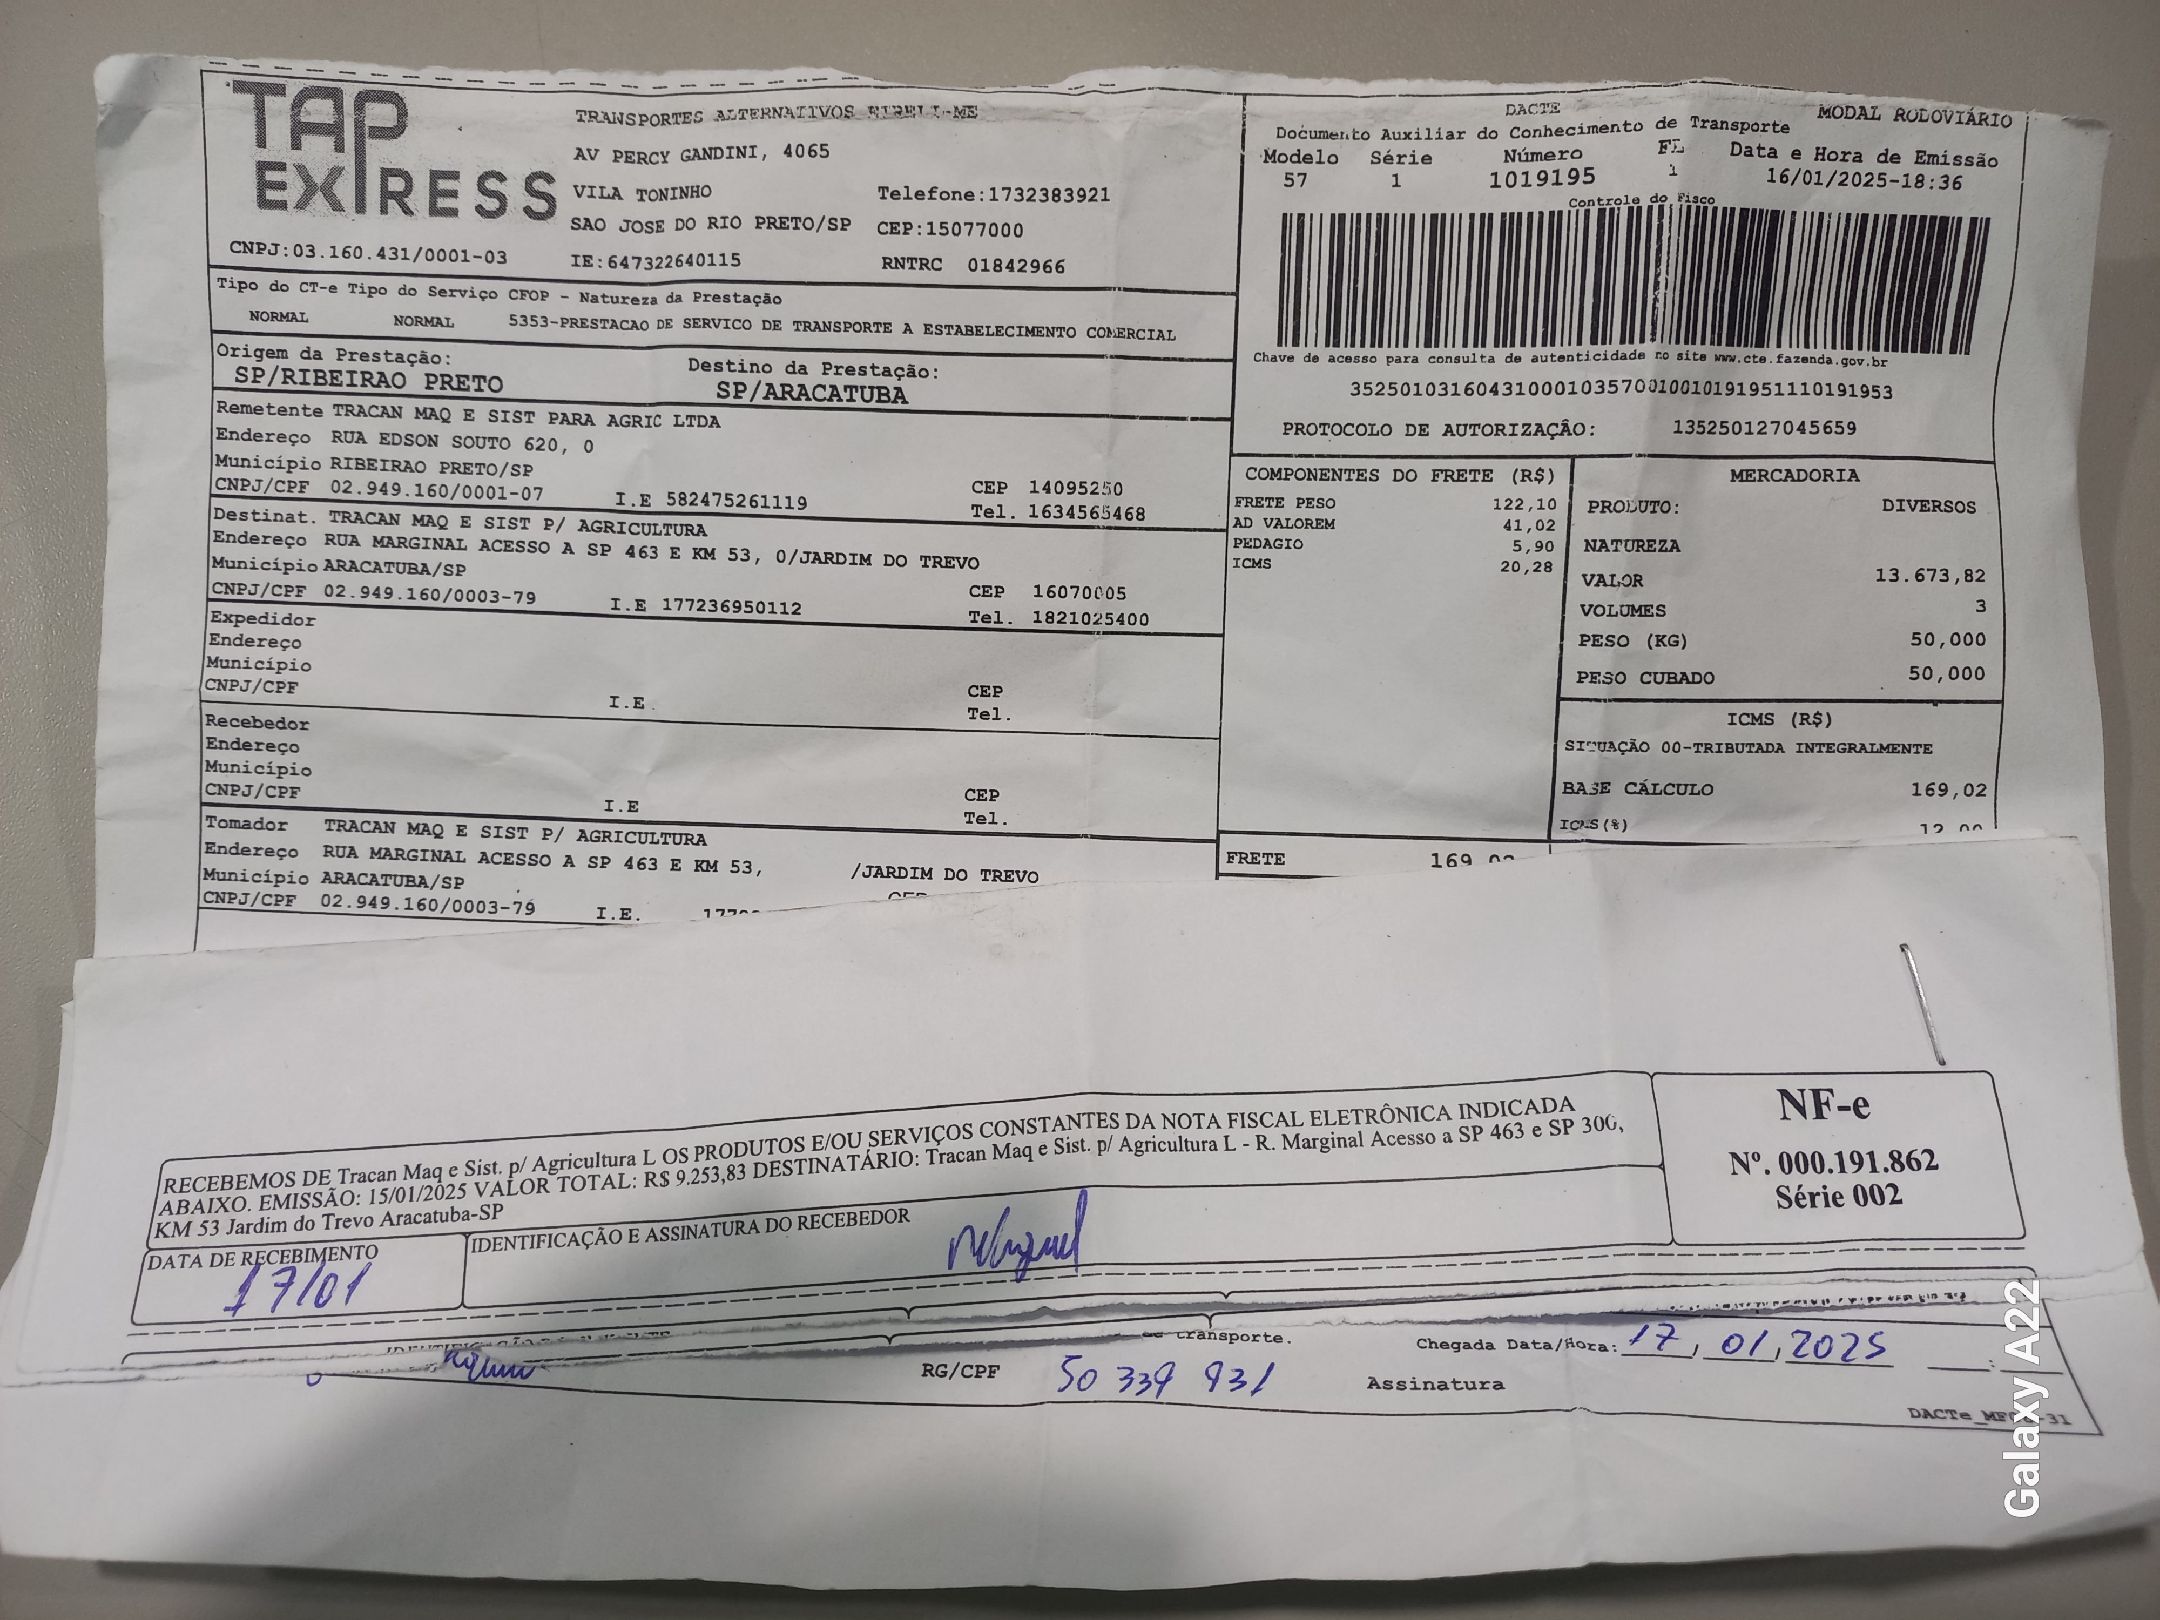 TAP EXPRESS
TRANSPORTES ALTERNATIVOS EIRELI-ME
AV PERCY GANDINI, 4065
VILA TONINHO Telefone:1732383921
SAO JOSE DO RIO PRETO/SP CEP:15077000
CNPJ:03.160.431/0001-03 IE:647322640115 RNTRC 01842966
DACTE MODAL RODOVIÁRIO
Documento Auxiliar do Conhecimento de Transporte
Modelo Série Número FL Data e Hora de Emissão
57 1 1019195 1 16/01/2025-18:36
Controle do Fisco
Chave de acesso para consulta de autenticidade no site www.cte.fazenda.gov.br
35250103160431000103570010010191951110191953
PROTOCOLO DE AUTORIZAÇÃO: 135250127045659
Tipo do CT-e Tipo do Serviço CFOP - Natureza da Prestação
NORMAL NORMAL 5353-PRESTACAO DE SERVICO DE TRANSPORTE A ESTABELECIMENTO COMERCIAL
Origem da Prestação: Destino da Prestação:
SP/RIBEIRAO PRETO SP/ARACATUBA
Remetente TRACAN MAQ E SIST PARA AGRIC LTDA
Endereço RUA EDSON SOUTO 620, 0
Município RIBEIRAO PRETO/SP CEP 14095250
CNPJ/CPF 02.949.160/0001-07 I.E 582475261119 Tel. 1634565468
Destinat. TRACAN MAQ E SIST P/ AGRICULTURA
Endereço RUA MARGINAL ACESSO A SP 463 E KM 53, 0/JARDIM DO TREVO
Município ARACATUBA/SP CEP 16070005
CNPJ/CPF 02.949.160/0003-79 I.E 177236950112 Tel. 1821025400
Expedidor
Endereço
Município CEP
CNPJ/CPF I.E. Tel.
Recebedor
Endereço
Município CEP
CNPJ/CPF I.E Tel.
Tomador TRACAN MAQ E SIST P/ AGRICULTURA
Endereço RUA MARGINAL ACESSO A SP 463 E KM 53, /JARDIM DO TREVO
Município ARACATUBA/SP
CNPJ/CPF 02.949.160/0003-79 I.E.
COMPONENTES DO FRETE (R$)
FRETE PESO 122,10
AD VALOREM 41,02
PEDAGIO 5,90
ICMS 20,28
FRETE 169
MERCADORIA
PRODUTO: DIVERSOS
NATUREZA
VALOR 13.673,82
VOLUMES 3
PESO (KG) 50,000
PESO CUBADO 50,000
ICMS (R$)
SITUAÇÃO 00-TRIBUTADA INTEGRALMENTE
BASE CÁLCULO 169,02
ICMS(%) 12,00
RECEBEMOS DE Tracan Maq e Sist. p/ Agricultura L OS PRODUTOS E/OU SERVIÇOS CONSTANTES DA NOTA FISCAL ELETRÔNICA INDICADA
ABAIXO. EMISSÃO: 15/01/2025 VALOR TOTAL: R$ 9.253,83 DESTINATÁRIO: Tracan Maq e Sist. p/ Agricultura L - R. Marginal Acesso a SP 463 e SP 300,
KM 53 Jardim do Trevo Aracatuba-SP
NF-e
Nº. 000.191.862
Série 002
DATA DE RECEBIMENTO IDENTIFICAÇÃO E ASSINATURA DO RECEBEDOR
17/01
transporte. Chegada Data/Hora: 17, 01, 2025
RG/CPF 50 339 931 Assinatura
Galaxy A22